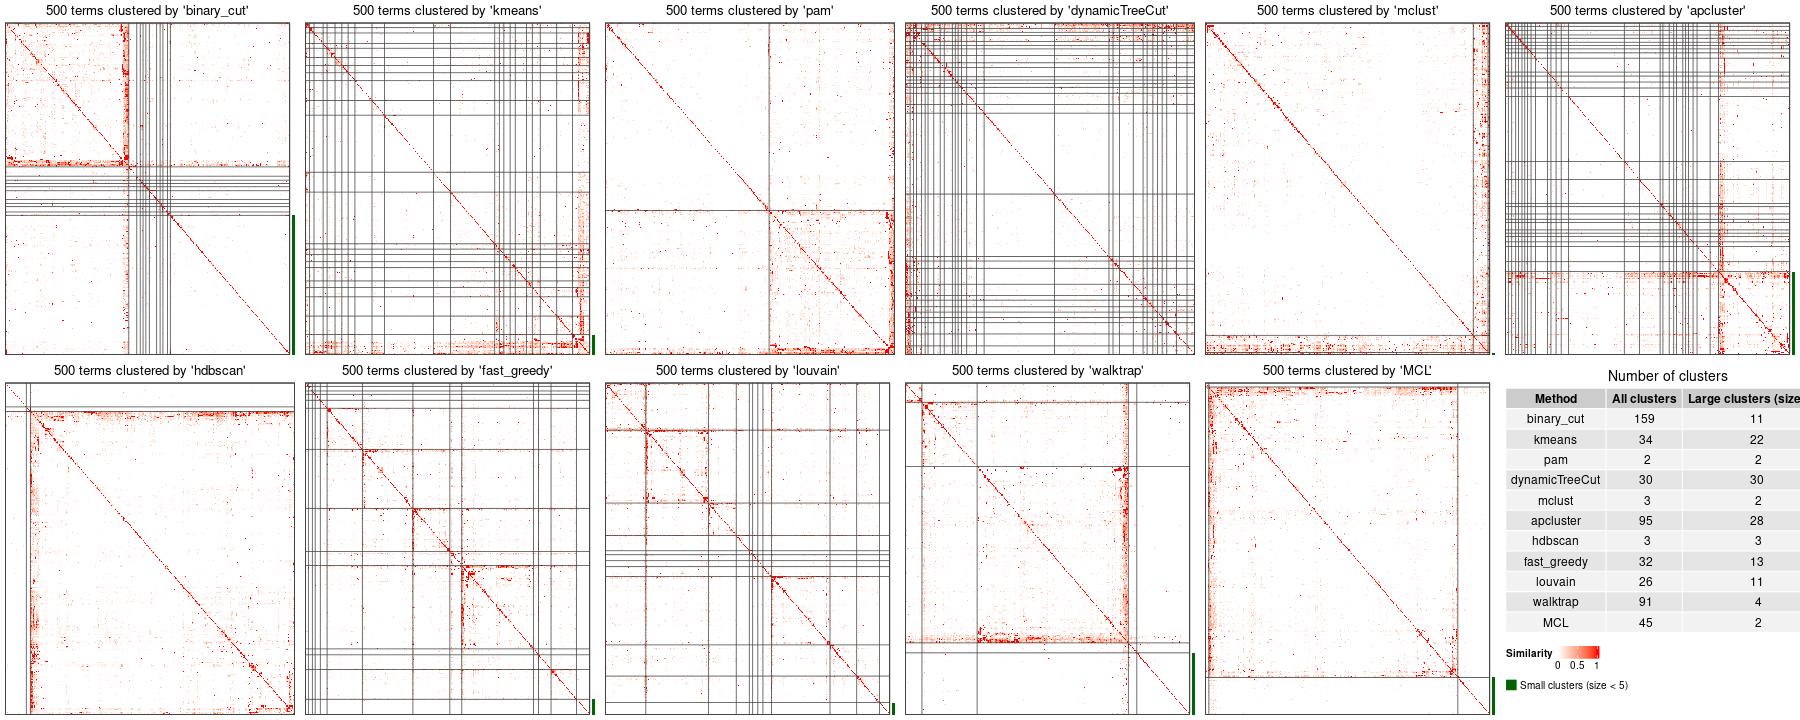 500 terms clustered by 'binary_cut'
500 terms clustered by 'kmeans'
500 terms clustered by 'pam'
500 terms clustered by 'dynamicTreeCut'
500 terms clustered by 'mclust'
500 terms clustered by 'apcluster'
500 terms clustered by 'hdbscan'
500 terms clustered by 'fast_greedy'
500 terms clustered by 'louvain'
500 terms clustered by 'walktrap'
500 terms clustered by 'MCL'
Number of clusters
Method All clusters Large clusters (size
binary_cut 159 11
kmeans 34 22
pam 2 2
dynamicTreeCut 30 30
mclust 3 2
apcluster 95 28
hdbscan 3 3
fast_greedy 32 13
louvain 26 11
walktrap 91 4
MCL 45 2
Similarity
0 0.5 1
Small clusters (size < 5)